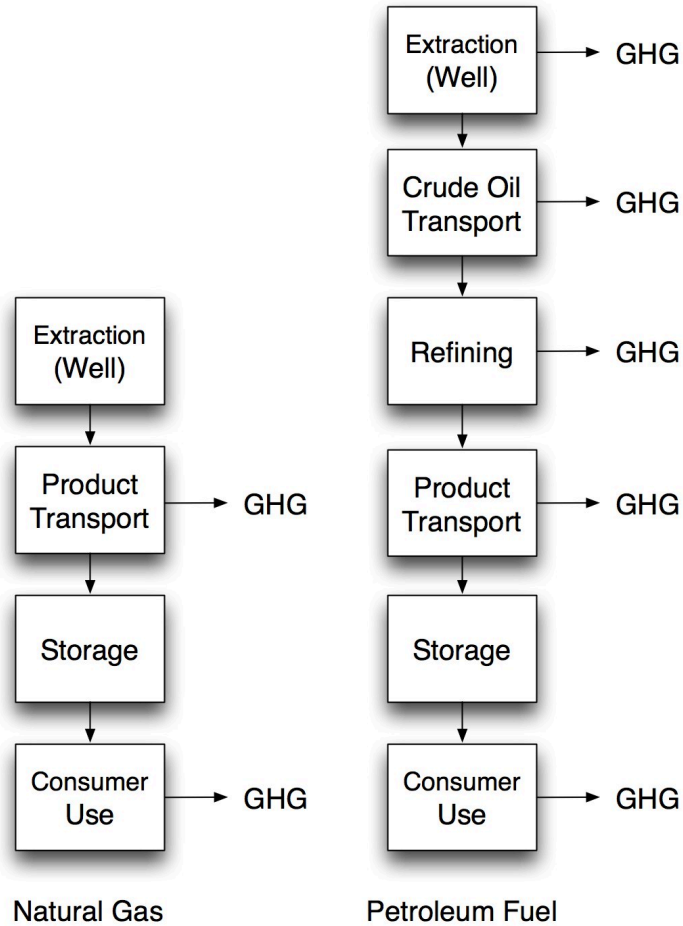 Extraction
(Well)
GHG
Crude Oil
Transport
GHG
Refining
GHG
Product
Transport
GHG
Storage
Consumer
Use
GHG
Petroleum Fuel
Extraction
(Well)
Product
Transport
GHG
Storage
Consumer
Use
GHG
Natural Gas